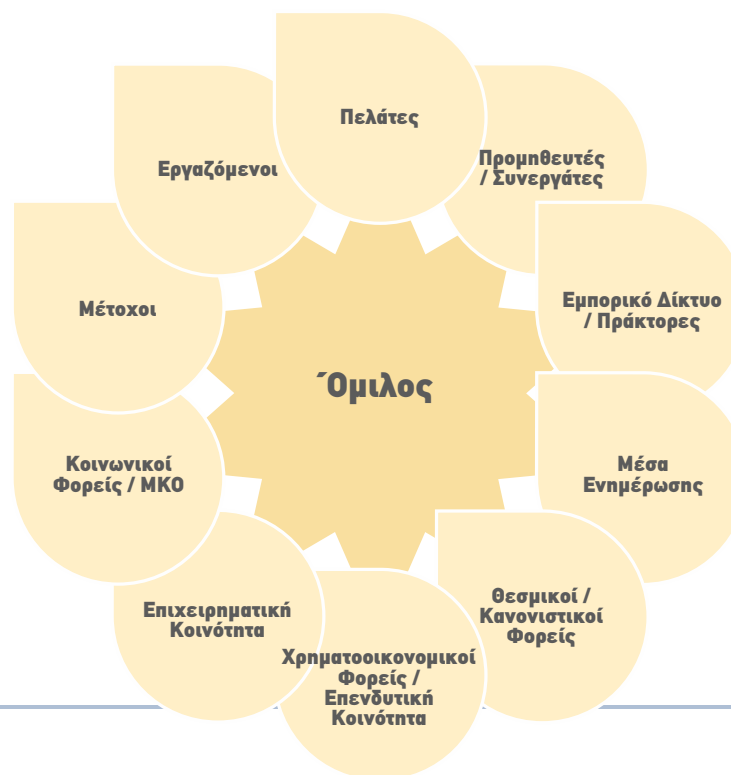 Πελάτες
Προμηθευτές
/ Συνεργάτες
Εμπορικό Δίκτυο
/ Πράκτορες
Μέσα
Ενημέρωσης
Θεσμικοί /
Κανονιστικοί
Φορείς
Χρηματοοικονομικοί
Φορείς /
Επενδυτική
Κοινότητα
Επιχειρηματική
Κοινότητα
Κοινωνικοί
Φορείς / ΜΚΟ
Μέτοχοι
Εργαζόμενοι
Όμιλος